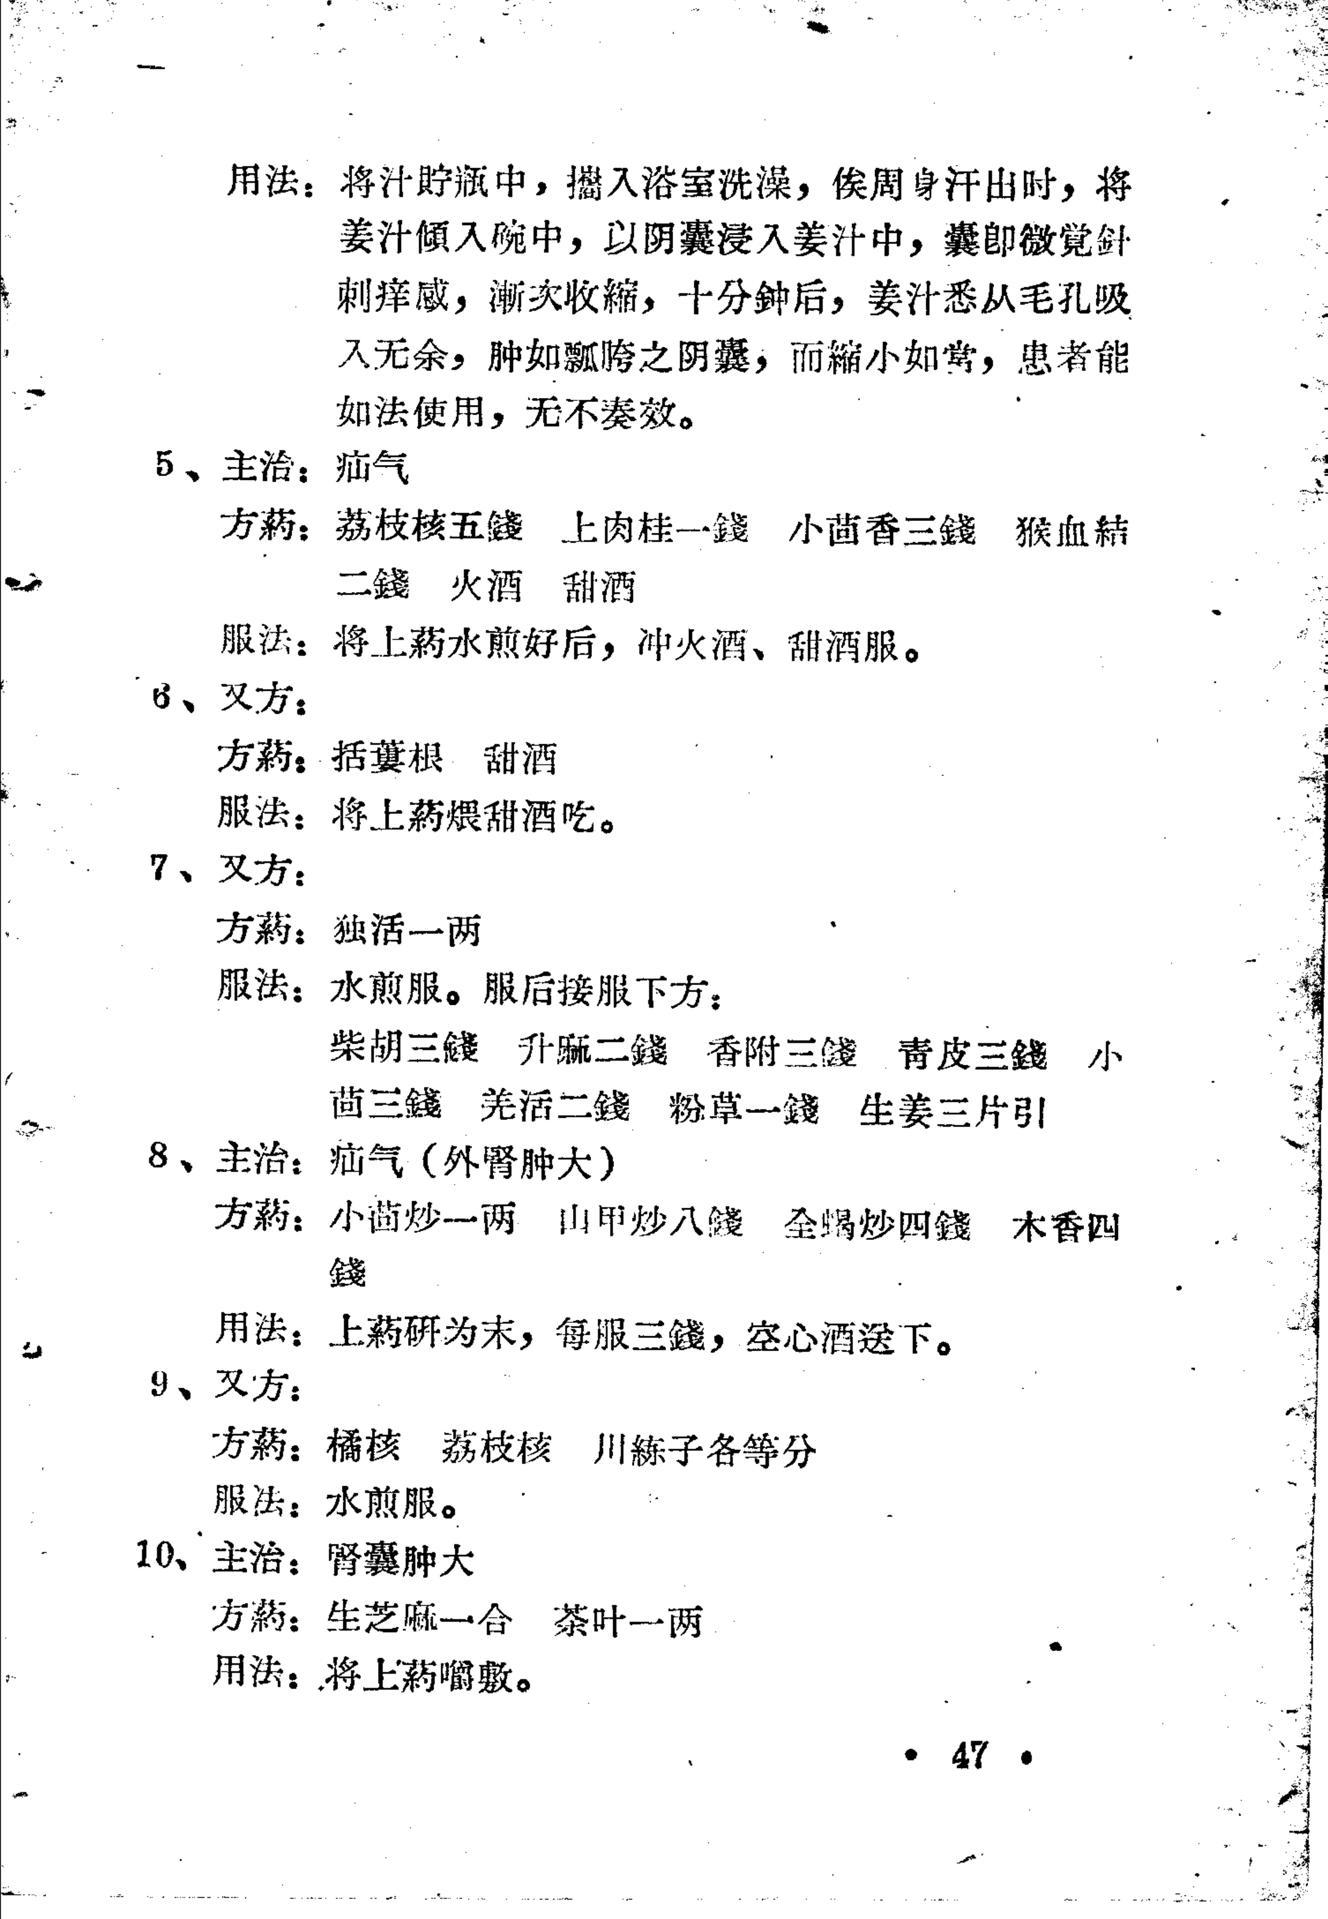 用法：将汁貯瓶中，攜入浴室洗澡，俟周身汗出时，将
姜汁傾入碗中，以阴囊浸入姜汁中，囊卽微覚針
刺痒感，漸次收縮，十分鈡后，姜汁悉从毛孔吸
入无余，肿如瓢胯之阴囊，而縮小如常，患者能
如法使用，无不奏效。
5、主治：疝气
方葯：荔枝核五錢　上肉桂一錢　小茴香三錢　猴血結
二錢　火酒　甜酒
服法：将上葯水煎好后，冲火酒、甜酒服。
6、又方：
方葯：括蔞根　甜酒
服法：将上葯煨甜酒吃。
7、又方：
方葯：独活一两
服法：水煎服。服后接服下方：
柴胡三錢　升麻二錢　香附三錢　青皮三錢　小
茴三錢　羌活二錢　粉草一錢　生姜三片引
8、主治：疝气（外腎肿大）
方葯：小茴炒一两　山甲炒八錢　全蝎炒四錢　木香四
錢
用法：上葯研为末，每服三錢，空心酒送下。
9、又方：
方葯：橘核　荔枝核　川練子各等分
服法：水煎服。
10、主治：腎囊肿大
方葯：生芝麻一合　茶叶一两
用法：将上葯嚼敷。
• 47 •